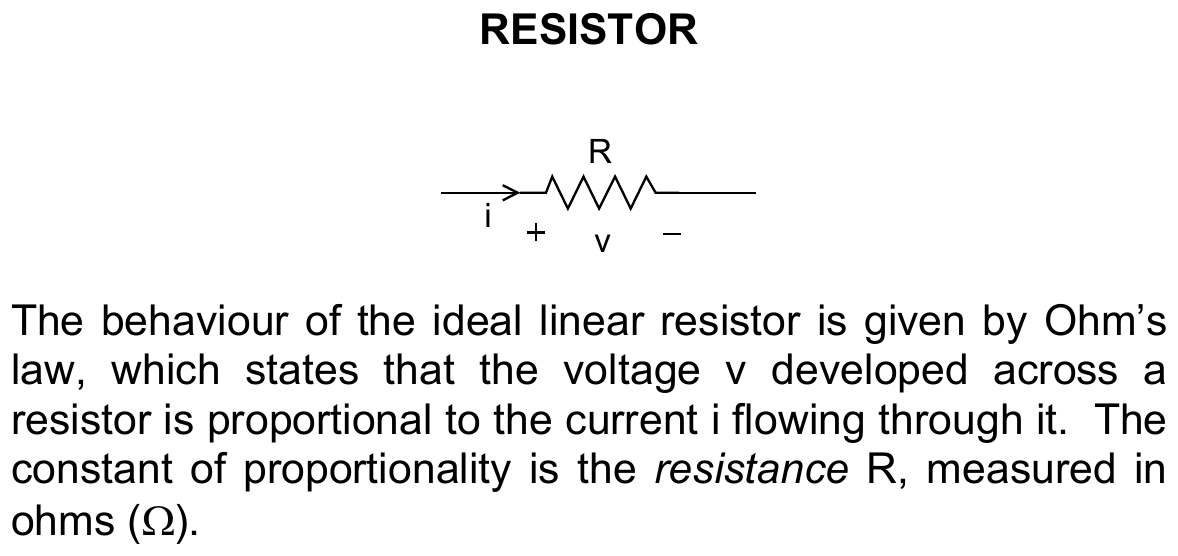 RESISTOR
R
i
+ v −
The behaviour of the ideal linear resistor is given by Ohm’s
law, which states that the voltage v developed across a
resistor is proportional to the current i flowing through it. The
constant of proportionality is the resistance R, measured in
ohms (Ω).